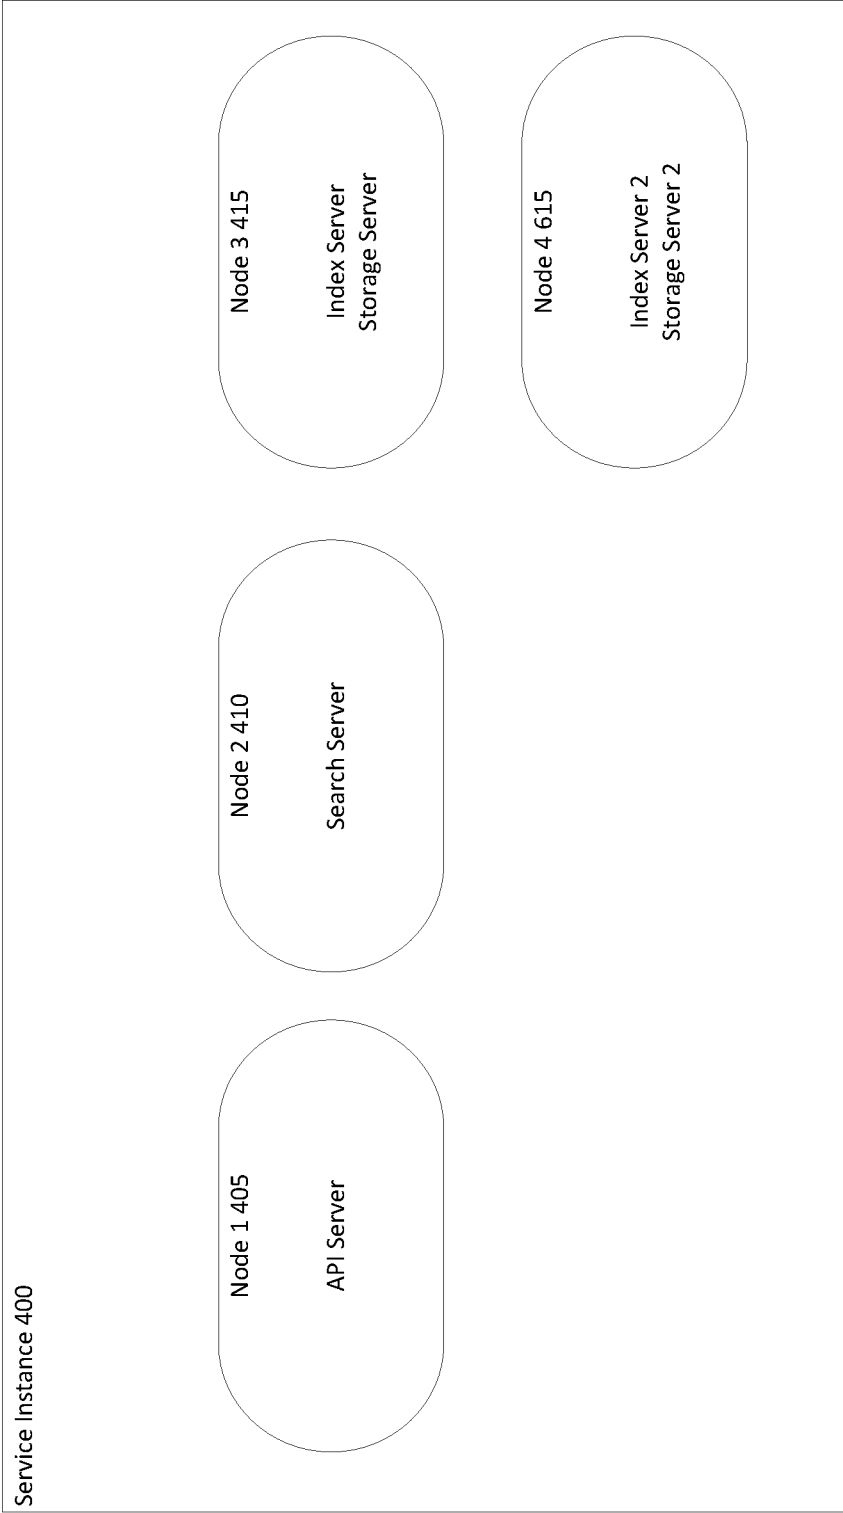 Service Instance 400
Node 1 405
API Server
Node 2 410
Search Server
Node 3 415
Index Server
Storage Server
Node 4 615
Index Server 2
Storage Server 2